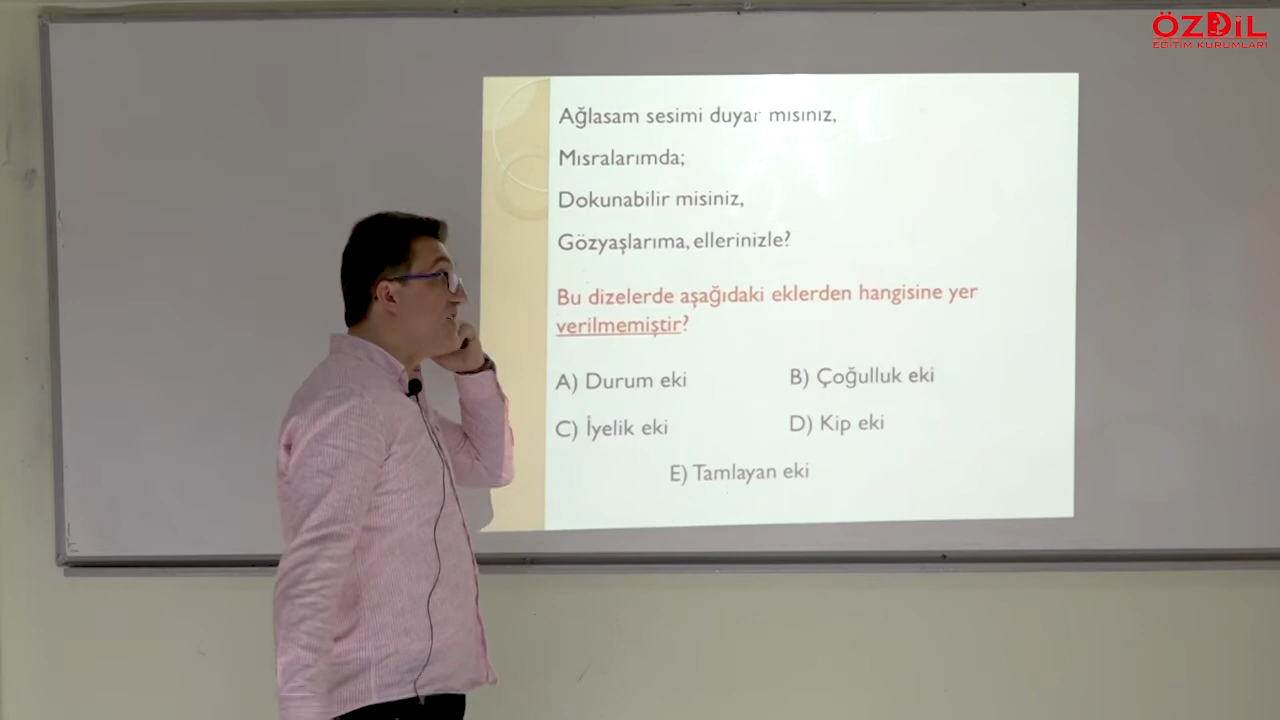 ÖZDİL
EĞİTİM KURUMLARI
Ağlasam sesimi duyar mısınız,
Mısralarımda;
Dokunabilir misiniz,
Gözyaşlarıma, ellerinizle?
Bu dizelerde aşağıdaki eklerden hangisine yer
verilmemiştir?
A) Durum eki B) Çoğulluk eki
C) İyelik eki D) Kip eki
E) Tamlayan eki